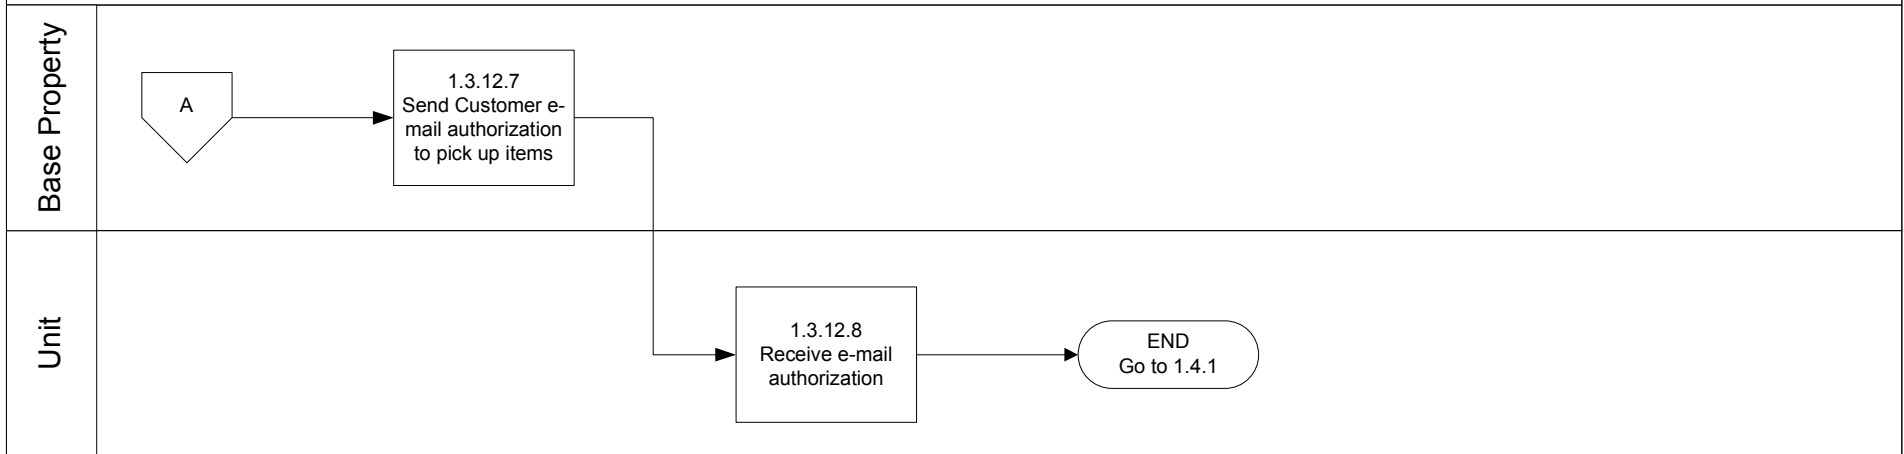 Base Property
A
1.3.12.7
Send Customer e-
mail authorization
to pick up items
Unit
1.3.12.8
Receive e-mail
authorization
END
Go to 1.4.1